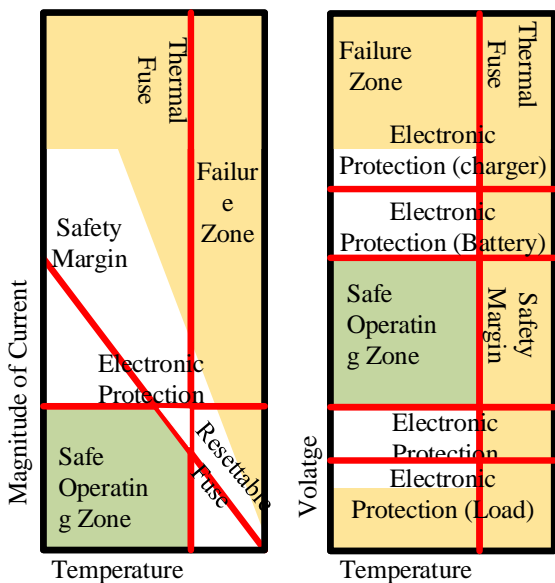 Thermal
Fuse
Failur
e
Zone
Safety
Margin
Electronic
Protection
Resettable
Fuse
Safe
Operatin
g Zone
Magnitude of Current
Temperature
Failure
Zone
Thermal
Fuse
Electronic
Protection (charger)
Electronic
Protection (Battery)
Safe
Operatin
g Zone
Safety
Margin
Electronic
Protection
Electronic
Protection (Load)
Volatge
Temperature